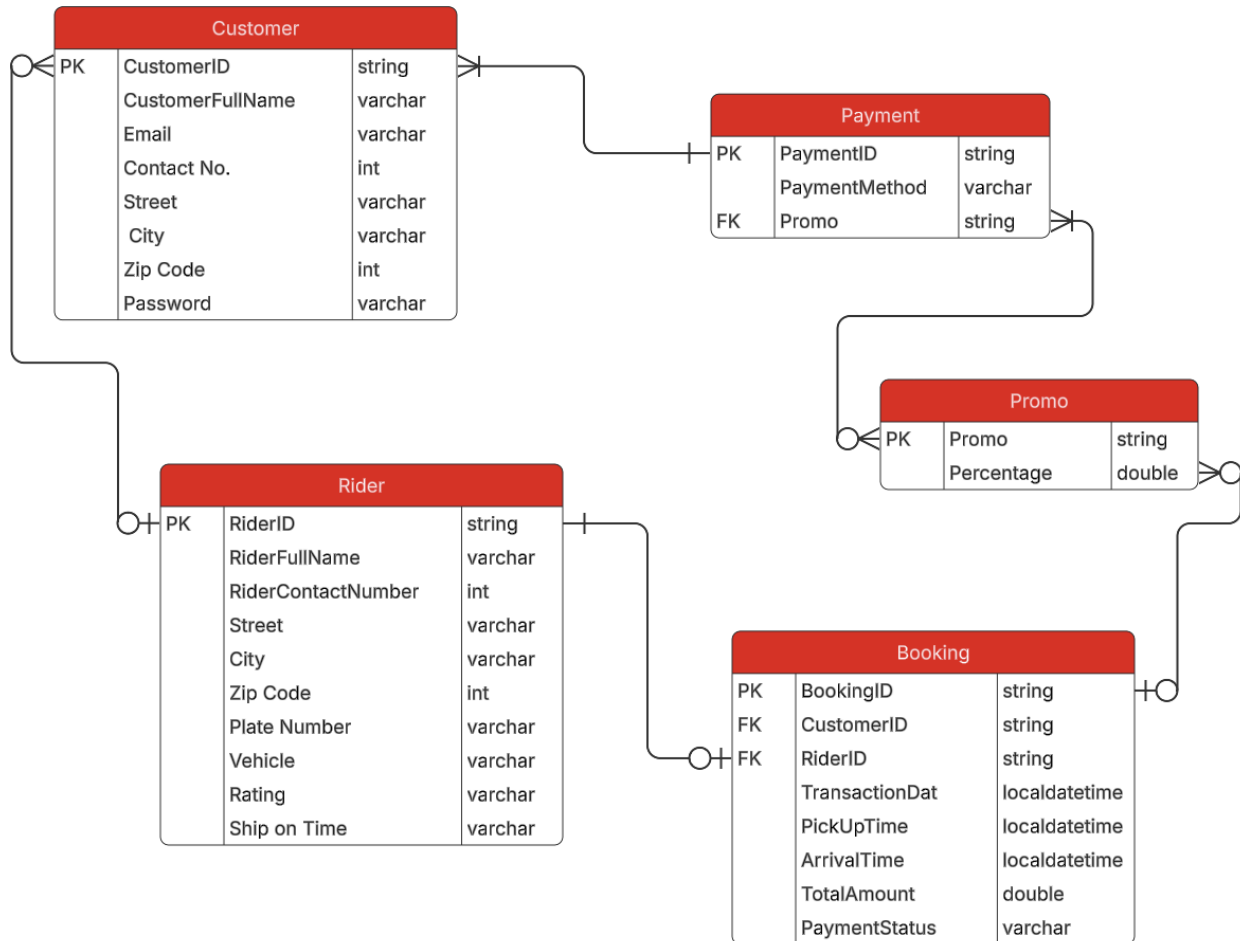 Customer
PK CustomerID string
CustomerFullName varchar
Email varchar
Contact No. int
Street varchar
City varchar
Zip Code int
Password varchar
Payment
PK PaymentID string
PaymentMethod varchar
FK Promo string
Promo
PK Promo string
Percentage double
Rider
PK RiderID string
RiderFullName varchar
RiderContactNumber int
Street varchar
City varchar
Zip Code int
Plate Number varchar
Vehicle varchar
Rating varchar
Ship on Time varchar
Booking
PK BookingID string
FK CustomerID string
FK RiderID string
TransactionDat localdatetime
PickUpTime localdatetime
ArrivalTime localdatetime
TotalAmount double
PaymentStatus varchar